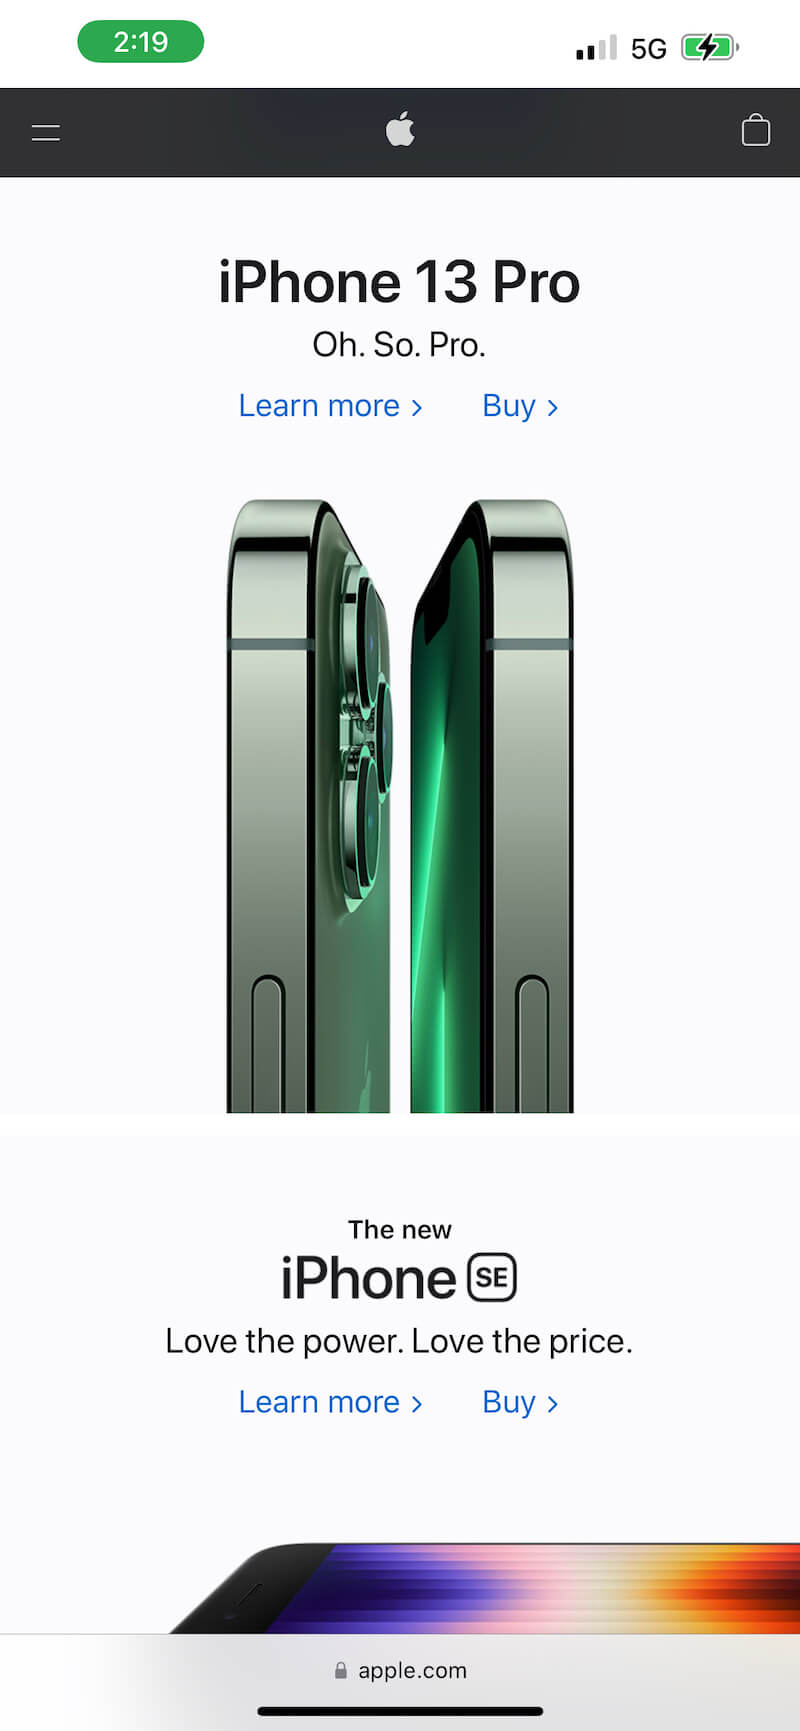 2:19
5G
iPhone 13 Pro
Oh. So. Pro.
Learn more > Buy >
The new
iPhone SE
Love the power. Love the price.
Learn more > Buy >
apple.com